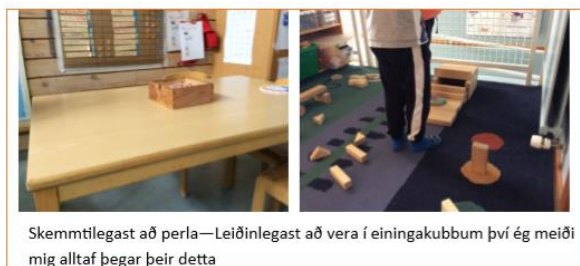 Skemmtilegast að perla—Leiðinlegast að vera í einingakubbum því ég meiði
mig alltaf þegar þeir detta